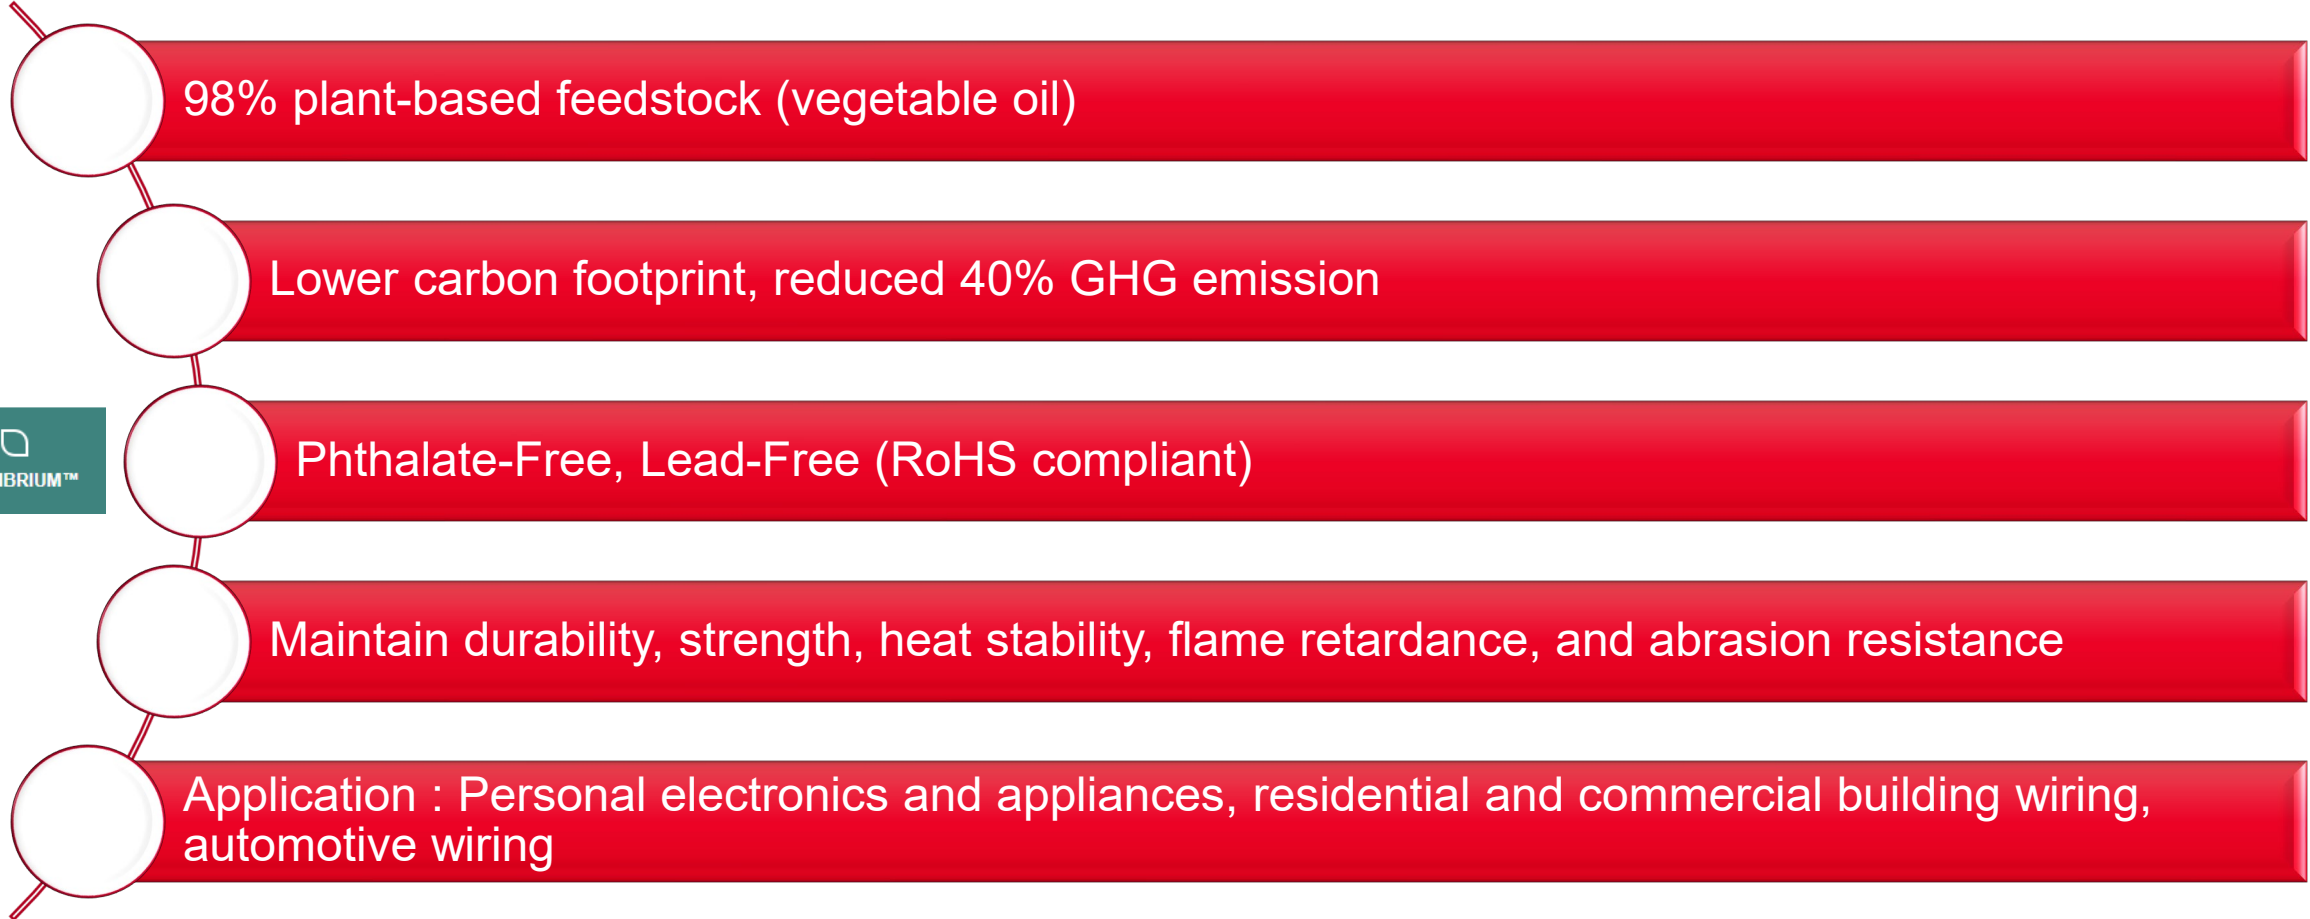 98% plant-based feedstock (vegetable oil)
Lower carbon footprint, reduced 40% GHG emission
IBRIUM™
Phthalate-Free, Lead-Free (RoHS compliant)
Maintain durability, strength, heat stability, flame retardance, and abrasion resistance
Application : Personal electronics and appliances, residential and commercial building wiring,
automotive wiring